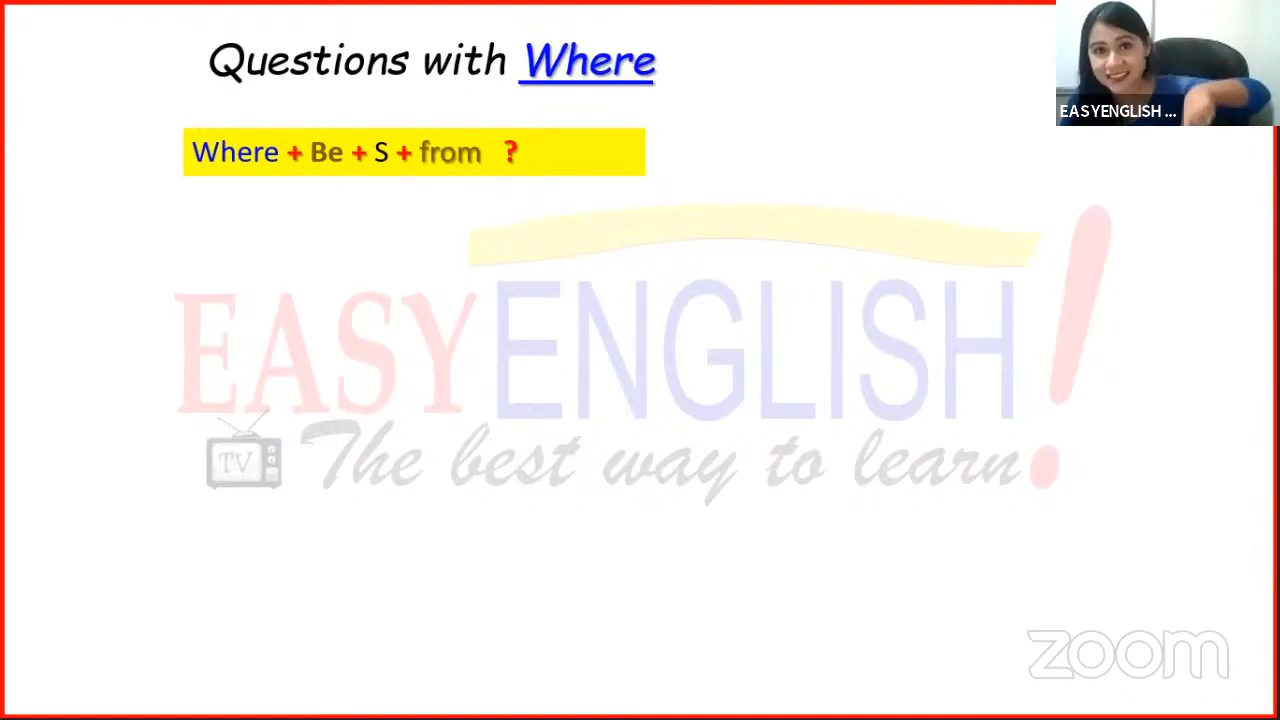 Questions with Where
EASYENGLISH ...
Where + Be + S + from ?
EASYENGLISH!
TV The best way to learn
zoom